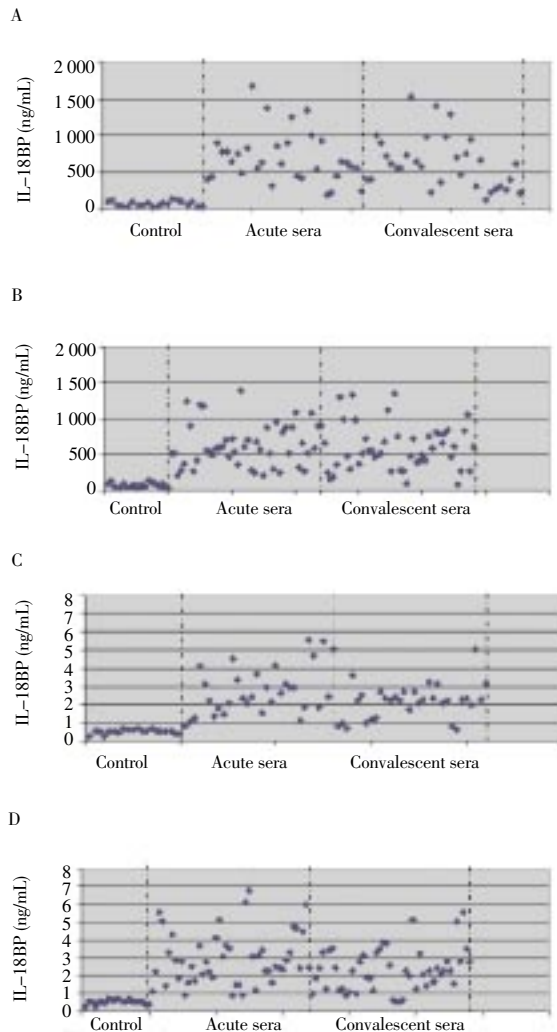 A
IL-18BP (ng/mL)
2 000
1 500
1 000
500
0
Control Acute sera Convalescent sera
B
IL-18BP (ng/mL)
2 000
1 500
1 000
500
0
Control Acute sera Convalescent sera
C
IL-18BP (ng/mL)
8
7
6
5
4
3
2
1
0
Control Acute sera Convalescent sera
D
IL-18BP (ng/mL)
8
7
6
5
4
3
2
1
0
Control Acute sera Convalescent sera